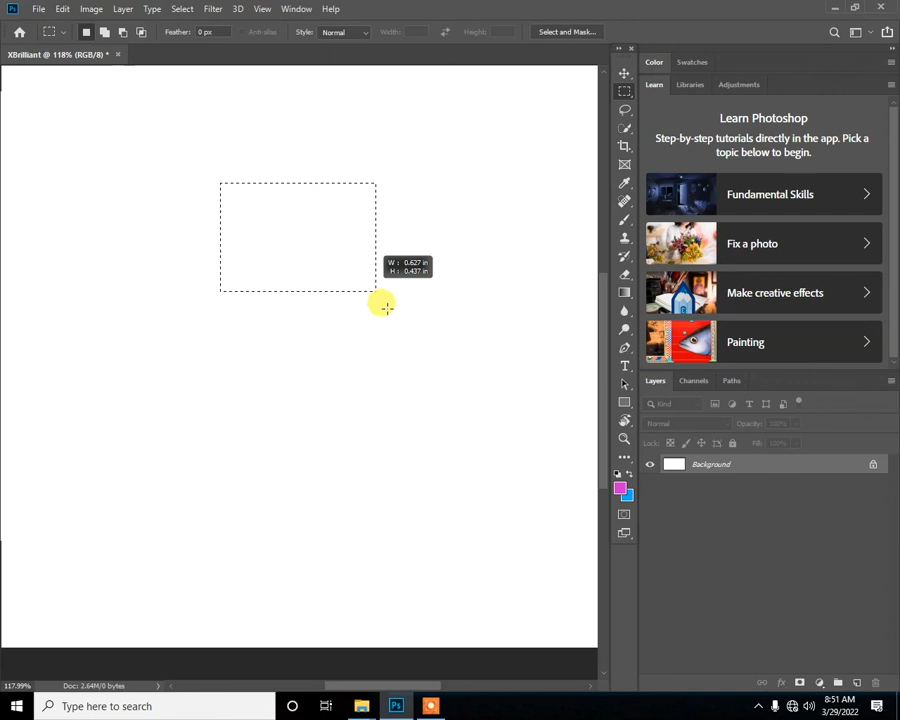 File Edit Image Layer Type Select Filter 3D View Window Help
Feather: 0 px Anti-alias Style: Normal Width: Height: Select and Mask...
XBrilliant @ 118% (RGB/8) * ×
Color Swatches
Learn Libraries Adjustments
Learn Photoshop
Step-by-step tutorials directly in the app. Pick a
topic below to begin.
Fundamental Skills
Fix a photo
Make creative effects
Painting
W : 0.627 in
H : 0.437 in
Layers Channels Paths
Kind
Normal Opacity: 100%
Lock: Fill: 100%
Background
117.99% Doc: 2.64M/0 bytes
Type here to search
8:51 AM
3/29/2022